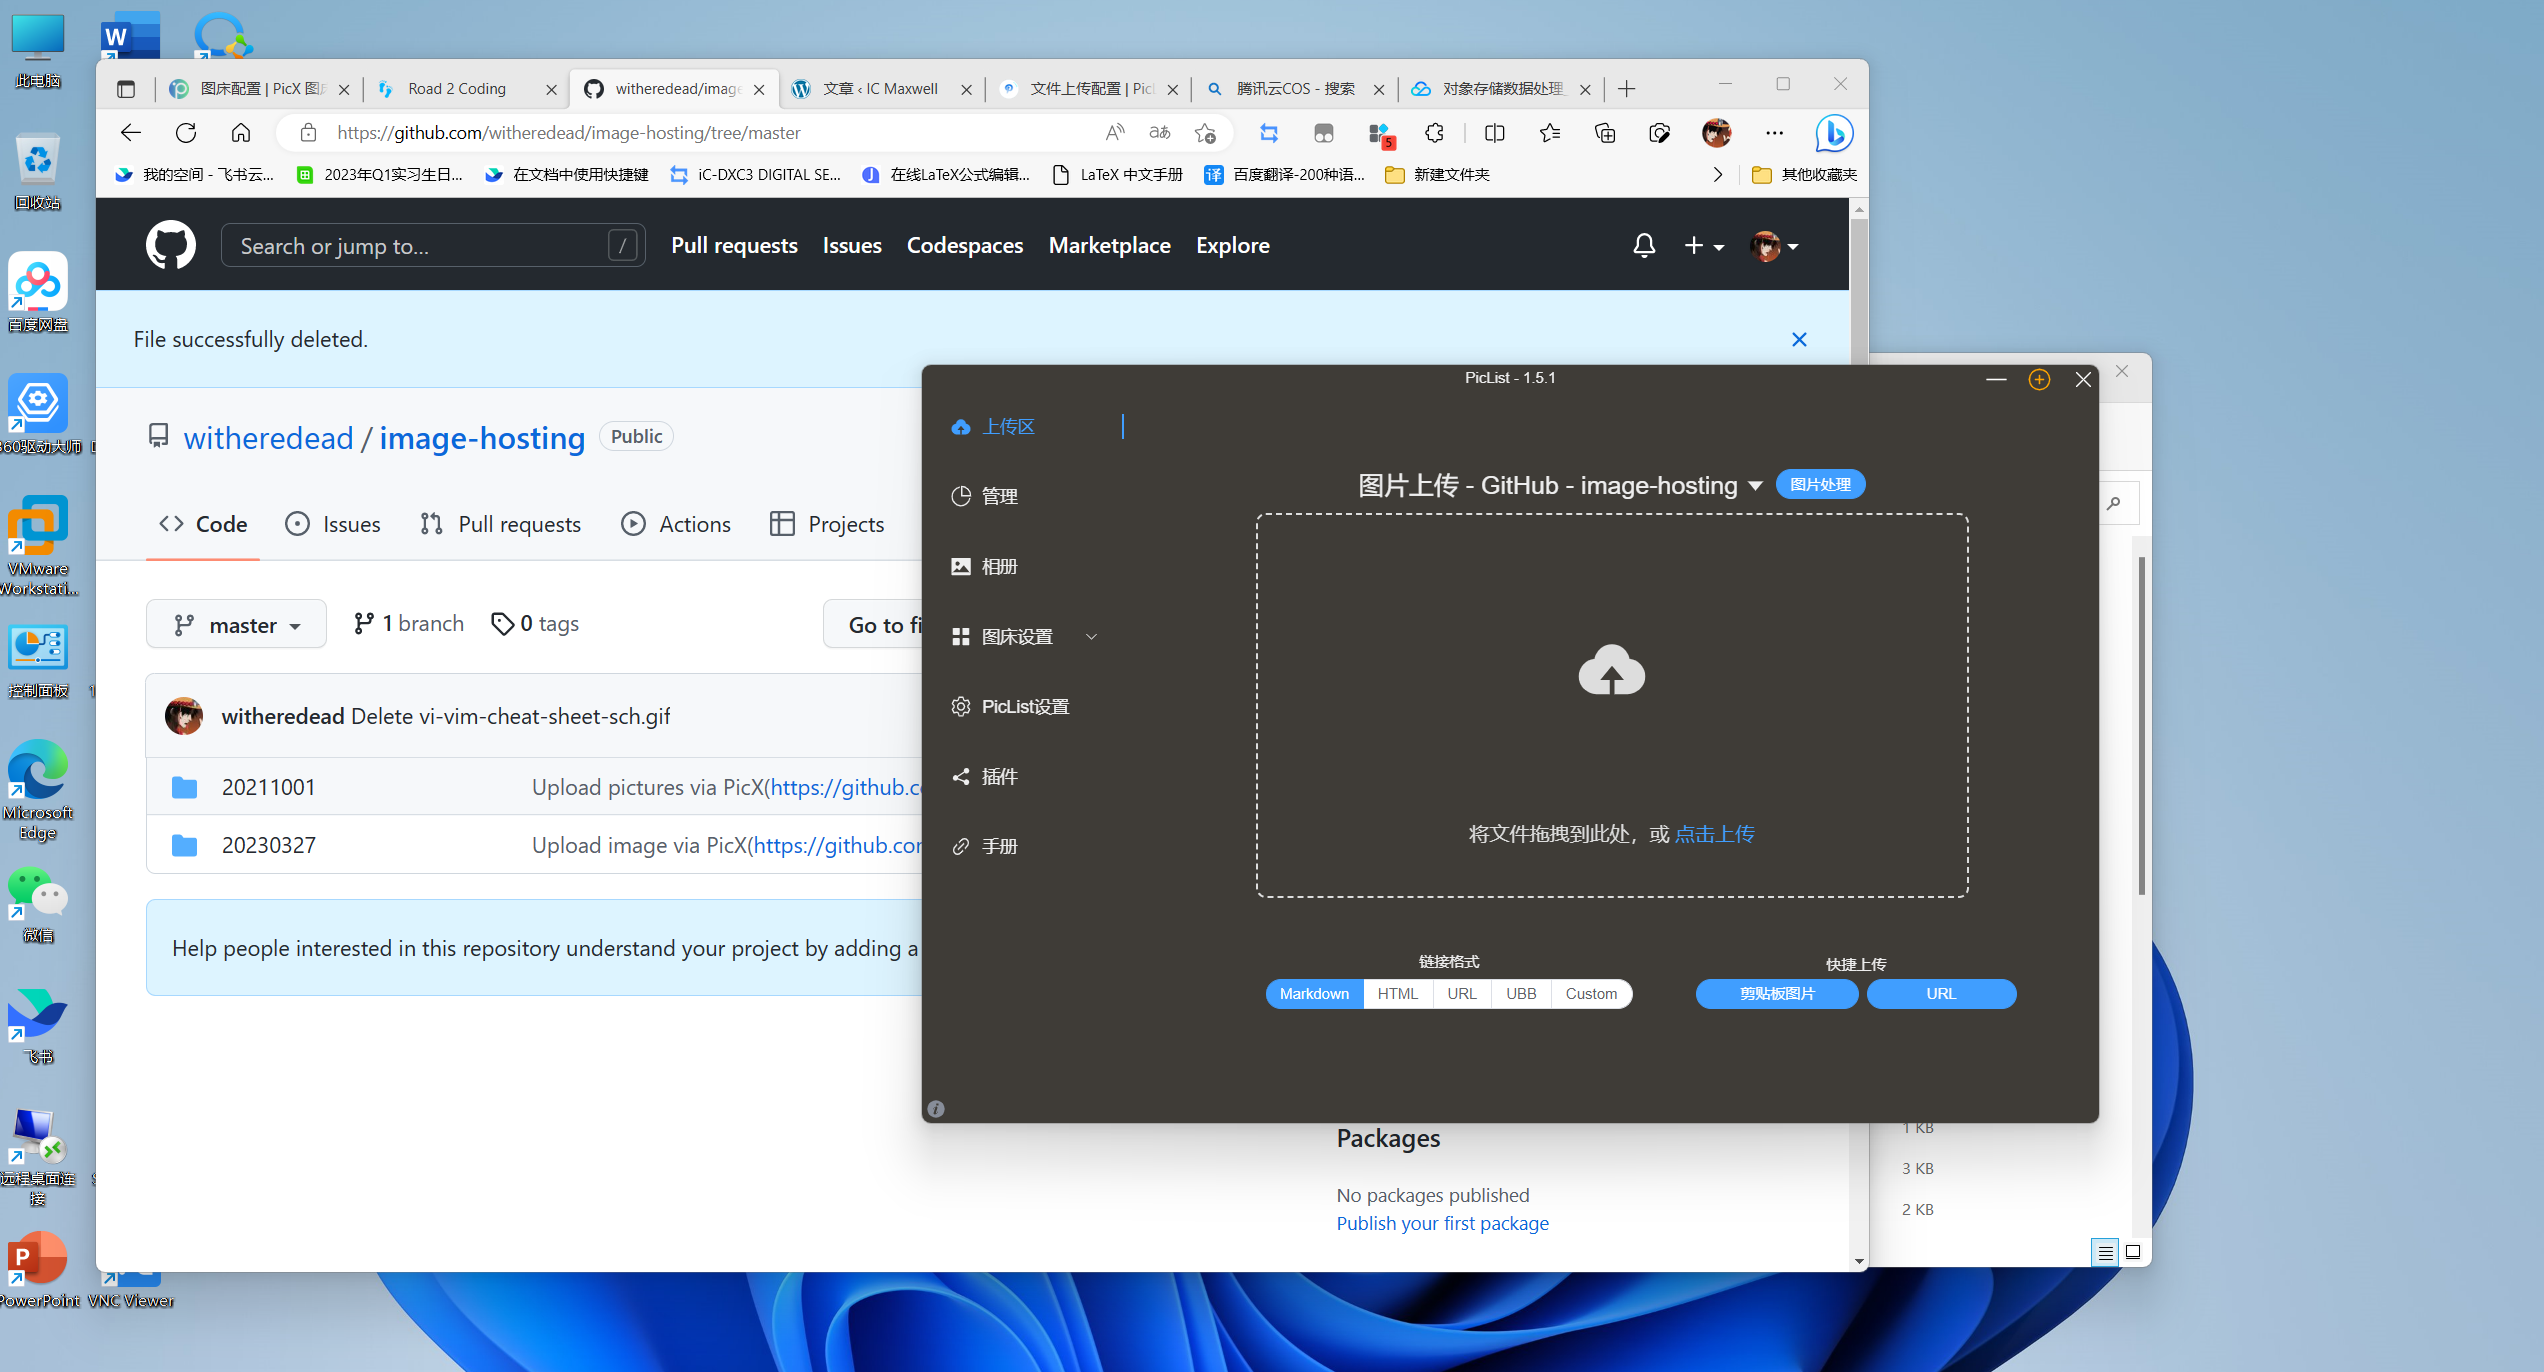 此电脑
回收站
百度网盘
360驱动大师
VMware
Workstati...
控制面板
Microsoft
Edge
微信
飞书
远程桌面连
接
PowerPoint
VNC Viewer
图床配置 | PicX 图床
Road 2 Coding
witheredead/image
文章 ‹ IC Maxwell
文件上传配置 | Picl
腾讯云COS - 搜索
对象存储数据处理_
https://github.com/witheredead/image-hosting/tree/master
5
我的空间 - 飞书云...
2023年Q1实习生日...
在文档中使用快捷键
iC-DXC3 DIGITAL SE...
在线LaTeX公式编辑...
LaTeX 中文手册
百度翻译-200种语...
新建文件夹
其他收藏夹
Search or jump to...
/
Pull requests
Issues
Codespaces
Marketplace
Explore
File successfully deleted.
witheredead / image-hosting
Public
Code
Issues
Pull requests
Actions
Projects
master
1 branch
0 tags
Go to fi
witheredead Delete vi-vim-cheat-sheet-sch.gif
20211001
Upload pictures via PicX(https://github.co
20230327
Upload image via PicX(https://github.cor
Help people interested in this repository understand your project by adding a
Packages
No packages published
Publish your first package
PicList - 1.5.1
上传区
管理
相册
图床设置
PicList设置
插件
手册
图片上传 - GitHub - image-hosting
图片处理
将文件拖拽到此处，或 点击上传
链接格式
Markdown
HTML
URL
UBB
Custom
快捷上传
剪贴板图片
URL
1 KB
3 KB
2 KB